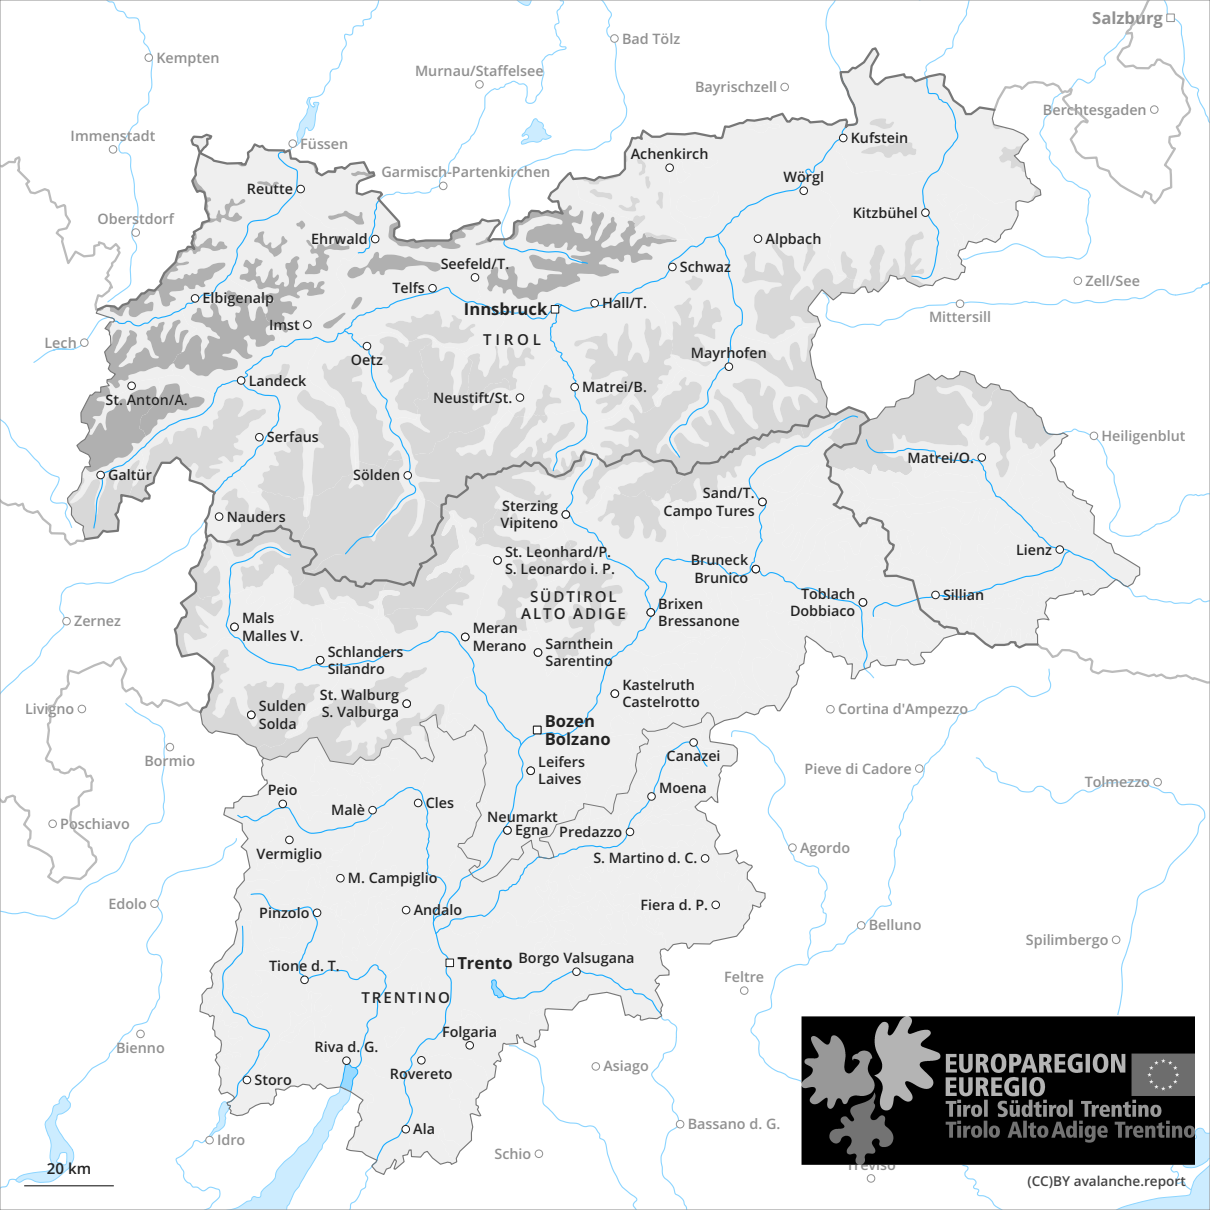 Salzburg
Bad Tölz
Kempten
Murnau/Staffelsee
Bayrischzell
Berchtesgaden
Immenstadt
Füssen
Kufstein
Achenkirch
Garmisch-Partenkirchen
Wörgl
Reutte
Oberstdorf
Kitzbühel
Ehrwald
Alpbach
Seefeld/T.
Schwaz
Zell/See
Telfs
Elbigenalp
Innsbruck
Hall/T.
Mittersill
Imst
TIROL
Lech
Oetz
Mayrhofen
Landeck
Matrei/B.
St. Anton/A.
Neustift/St.
Serfaus
Heiligenblut
Matrei/O.
Galtür
Sölden
Sand/T.
Campo Tures
Sterzing
Vipiteno
Nauders
St. Leonhard/P.
S. Leonardo i. P.
Lienz
Bruneck
Brunico
SÜDTIROL
ALTO ADIGE
Toblach
Dobbiaco
Sillian
Brixen
Bressanone
Zernez
Mals
Malles V.
Meran
Merano
Sarnthein
Sarentino
Schlanders
Silandro
Kastelruth
Castelrotto
St. Walburg
S. Valburga
Sulden
Solda
Livigno
Cortina d'Ampezzo
Bozen
Bolzano
Bormio
Canazei
Leifers
Laives
Pieve di Cadore
Tolmezzo
Peio
Moena
Malè
Cles
Neumarkt
Egna
Predazzo
Poschiavo
Vermiglio
Agordo
S. Martino d. C.
M. Campiglio
Edolo
Pinzolo
Andalo
Fiera d. P.
Belluno
Spilimbergo
Trento
Borgo Valsugana
Tione d. T.
Feltre
TRENTINO
Folgaria
Bienno
Riva d. G.
Asiago
Rovereto
Storo
EUROPAREGION
EUREGIO
Tirol Südtirol Trentino
Tirolo Alto Adige Trentino
Ala
Bassano d. G.
Idro
Schio
Treviso
20 km
(CC)BY avalanche.report